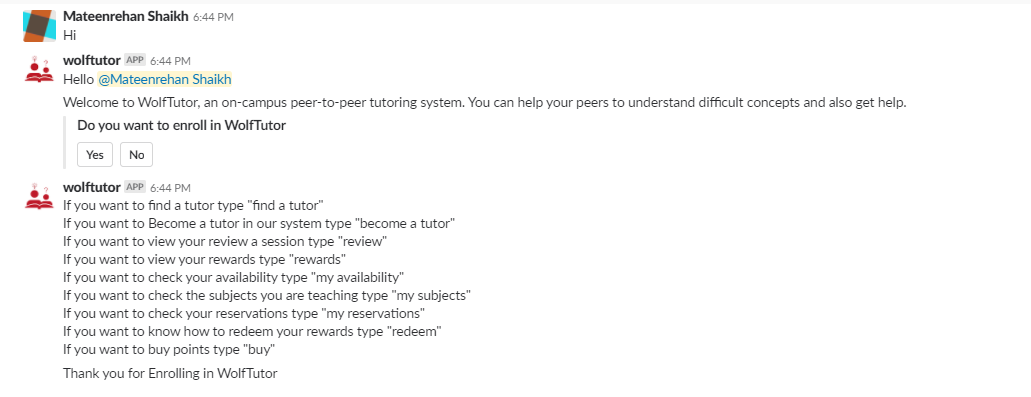 Mateenrehan Shaikh 6:44 PM
Hi
wolftutor APP 6:44 PM
Hello @Mateenrehan Shaikh
Welcome to WolfTutor, an on-campus peer-to-peer tutoring system. You can help your peers to understand difficult concepts and also get help.
Do you want to enroll in WolfTutor
Yes No
wolftutor APP 6:44 PM
If you want to find a tutor type "find a tutor"
If you want to Become a tutor in our system type "become a tutor"
If you want to view your review a session type "review"
If you want to view your rewards type "rewards"
If you want to check your availability type "my availability"
If you want to check the subjects you are teaching type "my subjects"
If you want to check your reservations type "my reservations"
If you want to know how to redeem your rewards type "redeem"
If you want to buy points type "buy"
Thank you for Enrolling in WolfTutor